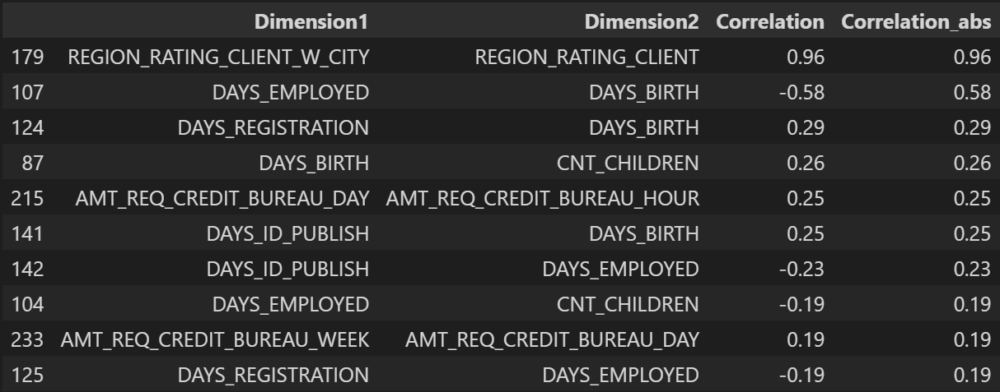 Dimension1 Dimension2 Correlation Correlation_abs
179 REGION_RATING_CLIENT_W_CITY REGION_RATING_CLIENT 0.96 0.96
107 DAYS_EMPLOYED DAYS_BIRTH -0.58 0.58
124 DAYS_REGISTRATION DAYS_BIRTH 0.29 0.29
87 DAYS_BIRTH CNT_CHILDREN 0.26 0.26
215 AMT_REQ_CREDIT_BUREAU_DAY AMT_REQ_CREDIT_BUREAU_HOUR 0.25 0.25
141 DAYS_ID_PUBLISH DAYS_BIRTH 0.25 0.25
142 DAYS_ID_PUBLISH DAYS_EMPLOYED -0.23 0.23
104 DAYS_EMPLOYED CNT_CHILDREN -0.19 0.19
233 AMT_REQ_CREDIT_BUREAU_WEEK AMT_REQ_CREDIT_BUREAU_DAY 0.19 0.19
125 DAYS_REGISTRATION DAYS_EMPLOYED -0.19 0.19